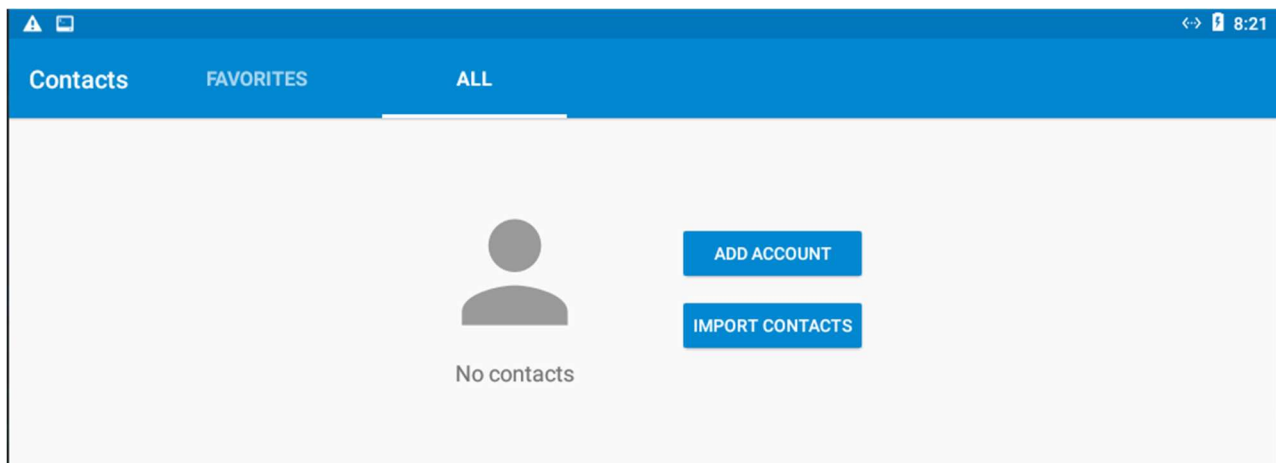 8:21
Contacts FAVORITES ALL
ADD ACCOUNT
IMPORT CONTACTS
No contacts